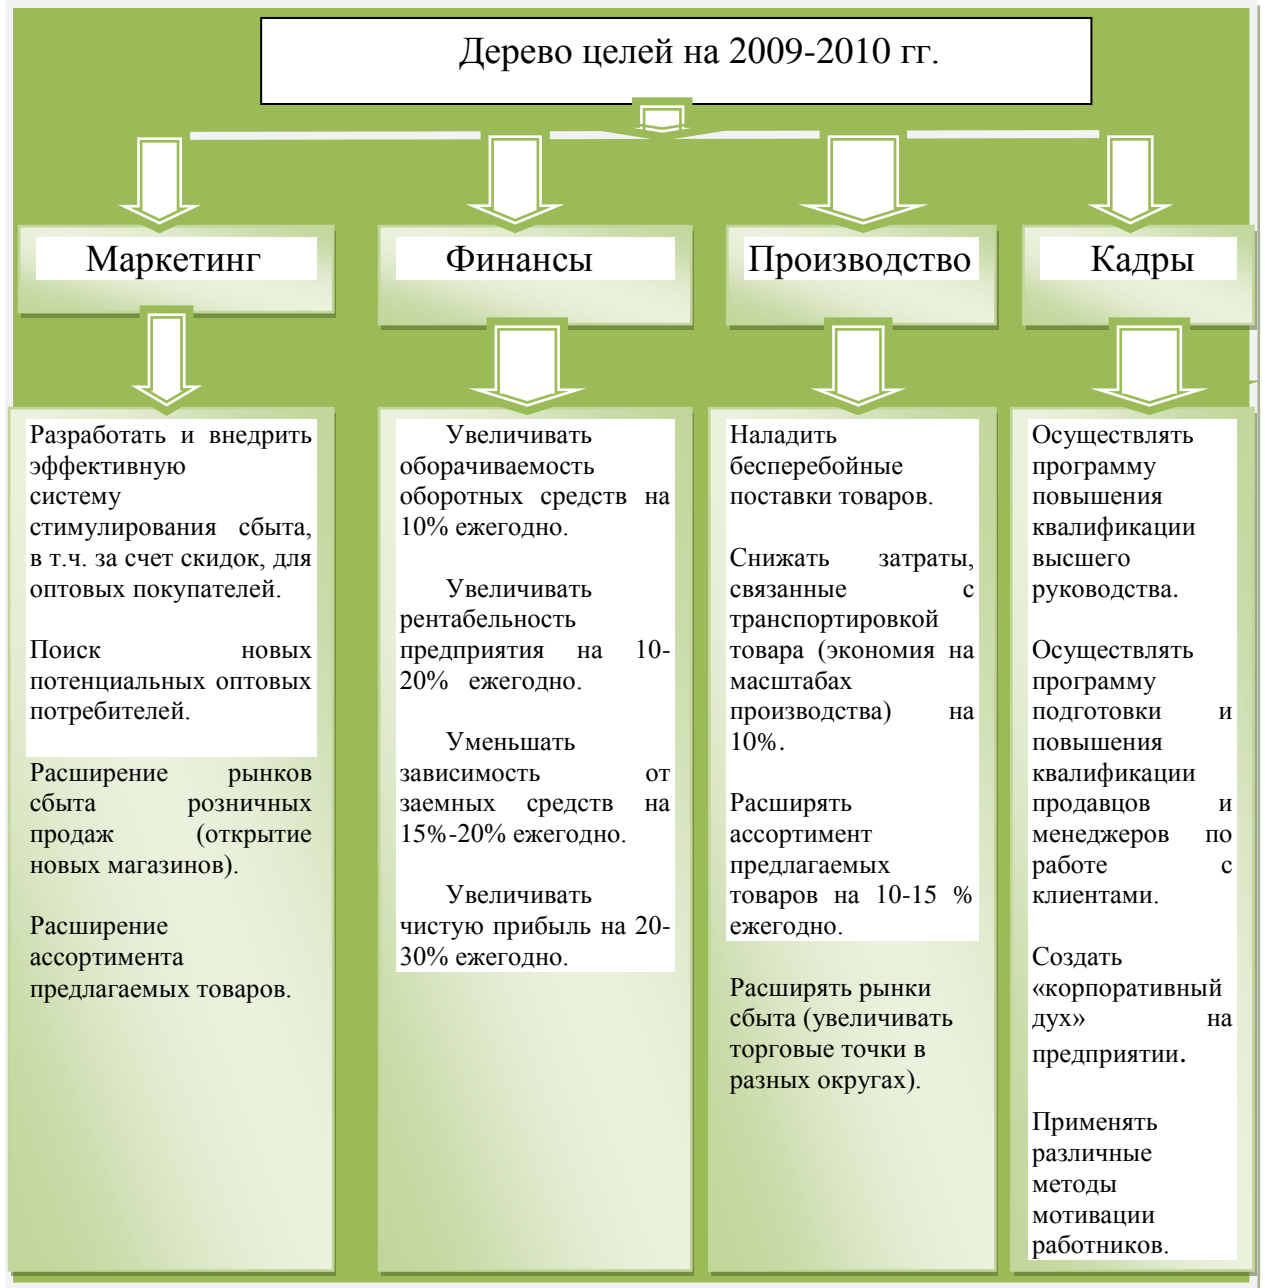 Дерево целей на 2009-2010 гг.
Маркетинг
Финансы
Производство
Кадры
Разработать и внедрить
эффективную
систему
стимулирования сбыта,
в т.ч. за счет скидок, для
оптовых покупателей.
Поиск новых
потенциальных оптовых
потребителей.
Расширение рынков
сбыта розничных
продаж (открытие
новых магазинов).
Расширение
ассортимента
предлагаемых товаров.
Увеличивать
оборачиваемость
оборотных средств на
10% ежегодно.
Увеличивать
рентабельность
предприятия на 10-
20% ежегодно.
Уменьшать
зависимость от
заемных средств на
15%-20% ежегодно.
Увеличивать
чистую прибыль на 20-
30% ежегодно.
Наладить
бесперебойные
поставки товаров.
Снижать затраты,
связанные с
транспортировкой
товара (экономия на
масштабах
производства) на
10%.
Расширять
ассортимент
предлагаемых
товаров на 10-15 %
ежегодно.
Расширять рынки
сбыта (увеличивать
торговые точки в
разных округах).
Осуществлять
программу
повышения
квалификации
высшего
руководства.
Осуществлять
программу
подготовки и
повышения
квалификации
продавцов и
менеджеров по
работе с
клиентами.
Создать
«корпоративный
дух» на
предприятии.
Применять
различные
методы
мотивации
работников.